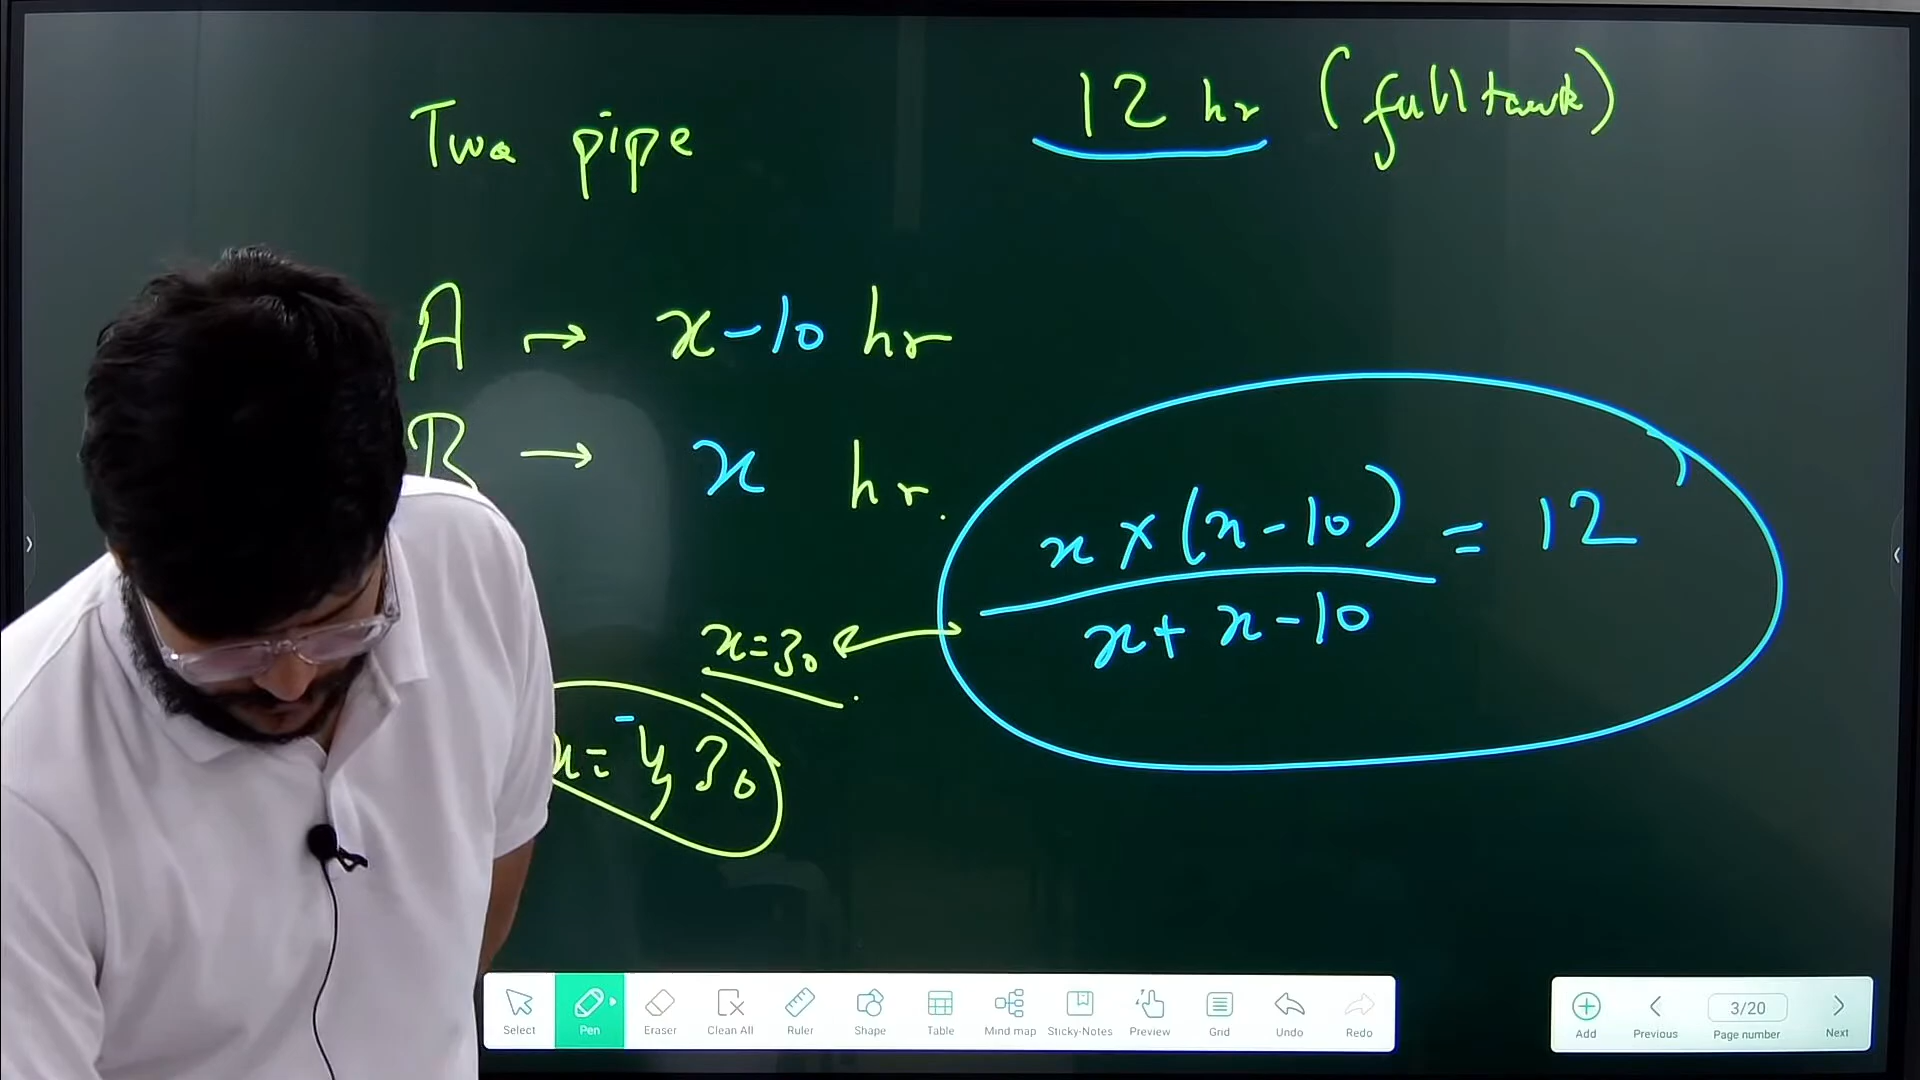 Two pipe
12 hr (full tank)
A → x-10 hr
B → x hr.
x×(x-10) = 12
x+x-10
x=30
x= 4, 30
Select
Pen
Eraser
Clean All
Ruler
Shape
Table
Mind map
Sticky-Notes
Preview
Grid
Undo
Redo
Add
Previous
3/20
Page number
Next